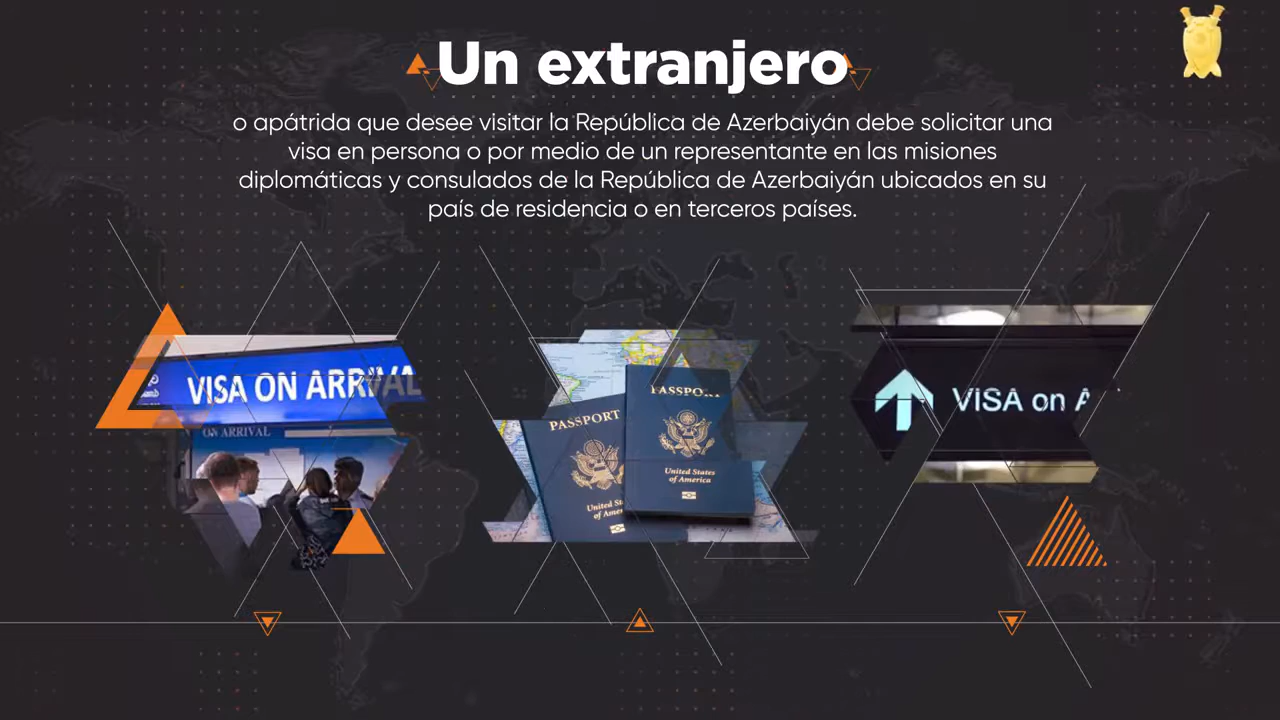 Un extranjero
o apátrida que desee visitar la República de Azerbaiyán debe solicitar una
visa en persona o por medio de un representante en las misiones
diplomáticas y consulados de la República de Azerbaiyán ubicados en su
país de residencia o en terceros países.
VISA ON ARRIVAL
ON ARRIVAL
PASSPORT
United
of
PASSPORT
United States
of America
VISA on A